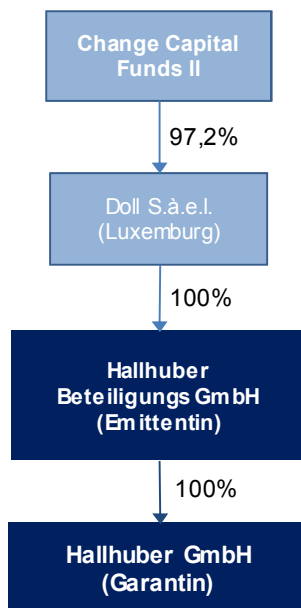 Change Capital
Funds II
97,2%
Doll S.à.e.l.
(Luxemburg)
100%
Hallhuber
Beteiligungs GmbH
(Emittentin)
100%
Hallhuber GmbH
(Garantin)